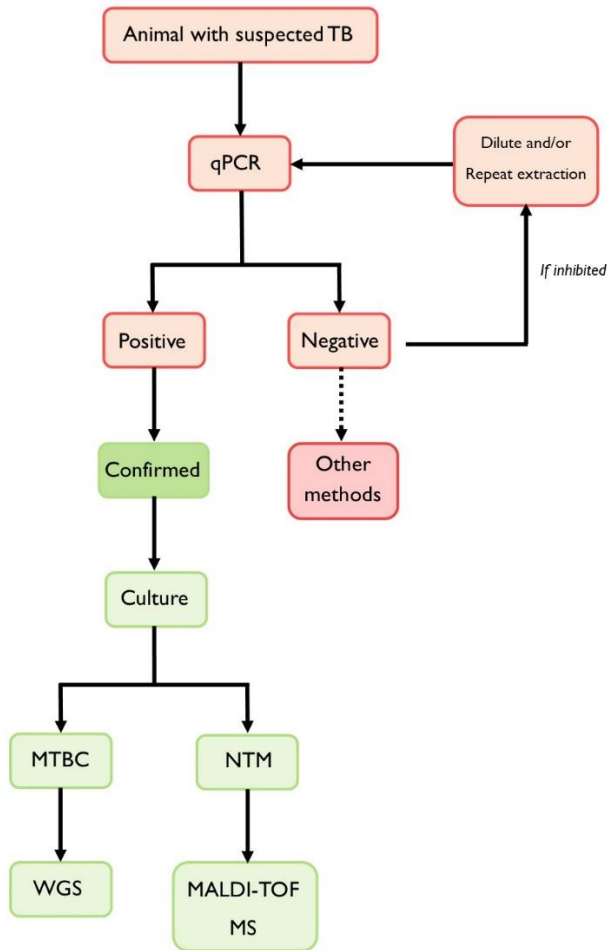 Animal with suspected TB
qPCR
Dilute and/or
Repeat extraction
If inhibited
Positive
Negative
Confirmed
Other
methods
Culture
MTBC
NTM
WGS
MALDI-TOF
MS